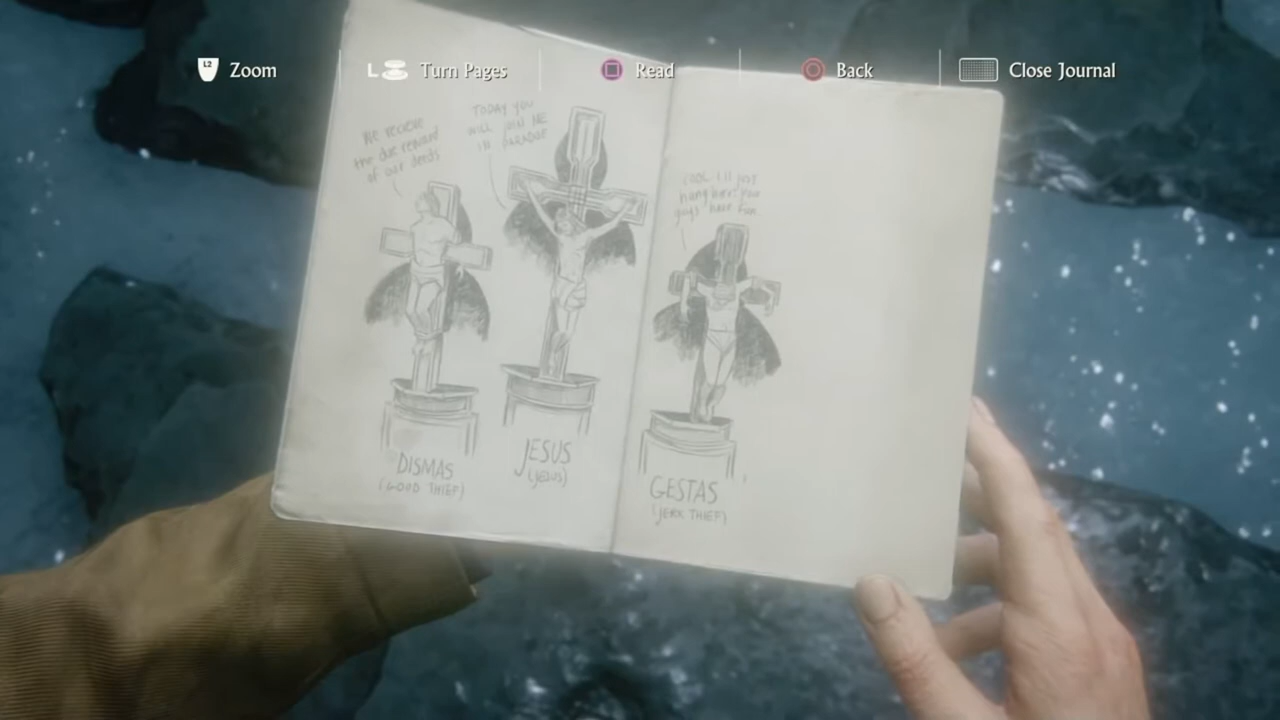 L2 Zoom
L Turn Pages
Read
Back
Close Journal
We recieve
the due reward
of our deeds
TODAY YOU
WILL JOIN ME
IN PARADISE
COOL I'll just
hang here you
guys have fun
DISMAS
(GOOD THIEF)
JESUS
(JESUS)
GESTAS
(JERK THIEF)